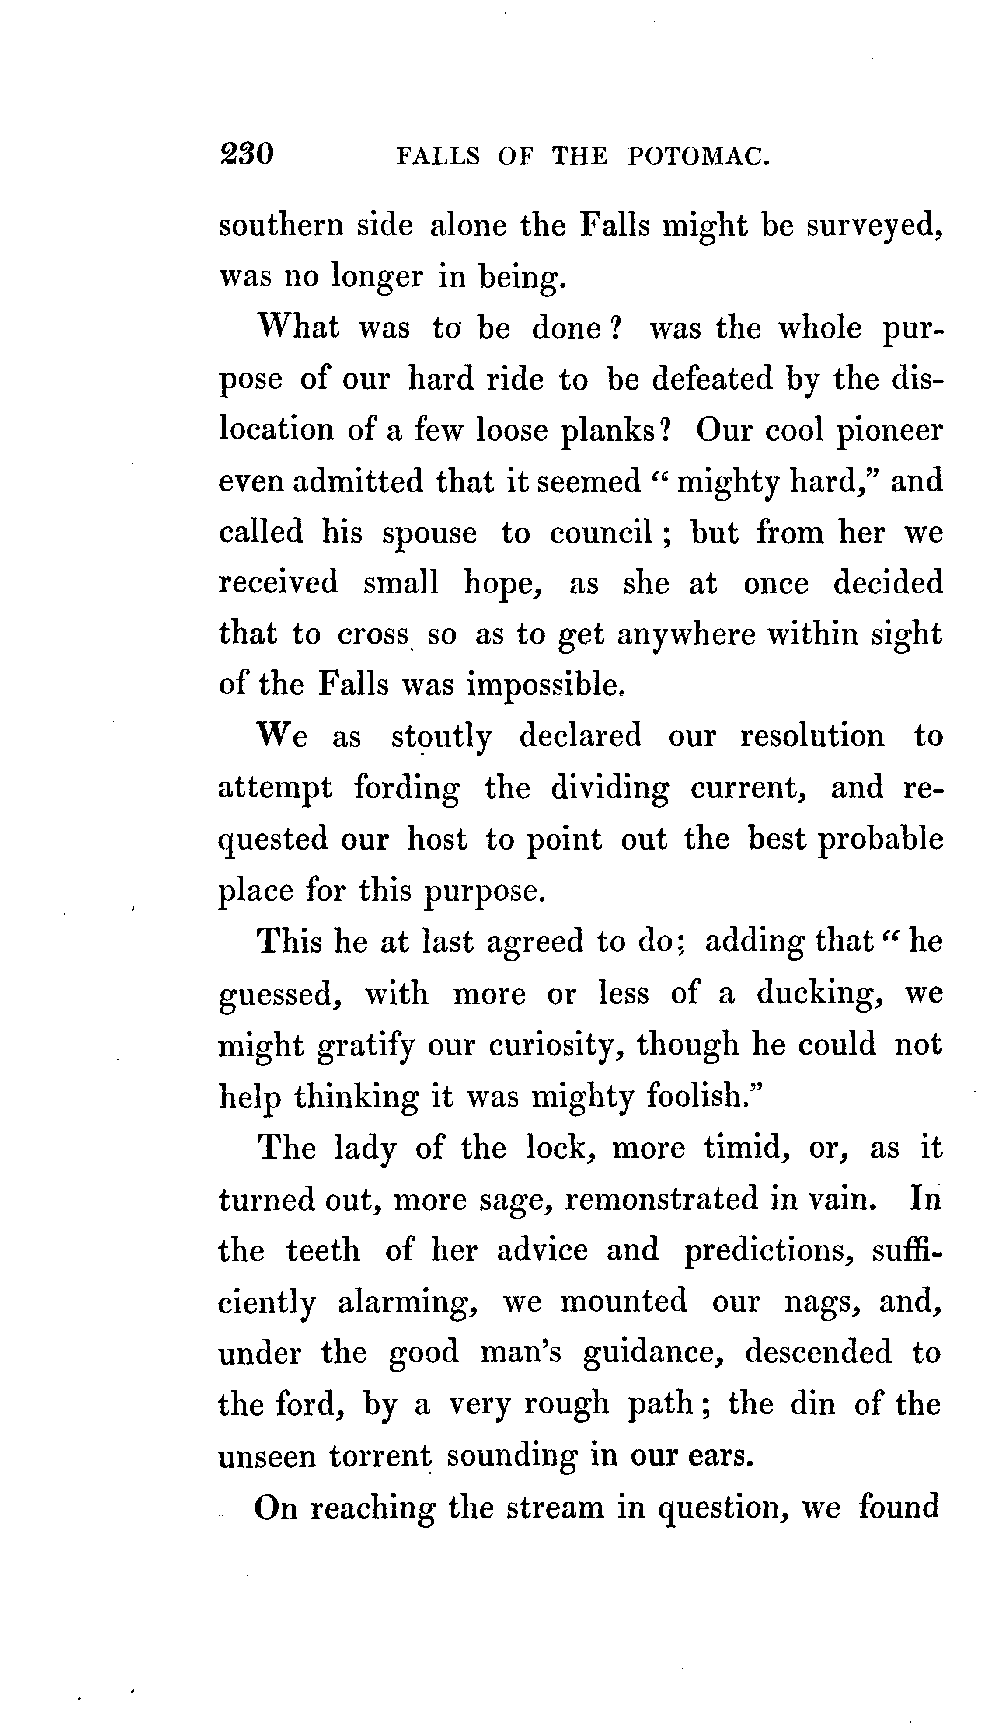 230 FALLS OF THE POTOMAC.
southern side alone the Falls might be surveyed,
was no longer in being.
What was to be done? was the whole pur-
pose of our hard ride to be defeated by the dis-
location of a few loose planks? Our cool pioneer
even admitted that it seemed “mighty hard,” and
called his spouse to council; but from her we
received small hope, as she at once decided
that to cross so as to get anywhere within sight
of the Falls was impossible.
We as stoutly declared our resolution to
attempt fording the dividing current, and re-
quested our host to point out the best probable
place for this purpose.
This he at last agreed to do; adding that “he
guessed, with more or less of a ducking, we
might gratify our curiosity, though he could not
help thinking it was mighty foolish.”
The lady of the lock, more timid, or, as it
turned out, more sage, remonstrated in vain. In
the teeth of her advice and predictions, suffi-
ciently alarming, we mounted our nags, and,
under the good man's guidance, descended to
the ford, by a very rough path; the din of the
unseen torrent sounding in our ears.
On reaching the stream in question, we found